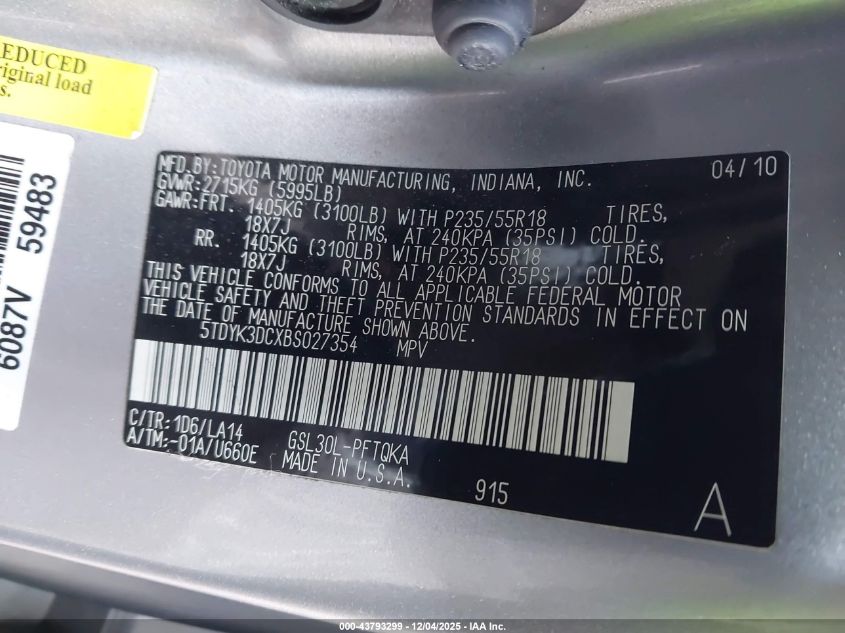 REDUCED
original load
s.
6087V 59483
MFD. BY: TOYOTA MOTOR MANUFACTURING, INDIANA, INC. 04/10
GVWR: 2715KG (5995LB)
GAWR: FRT. 1405KG (3100LB) WITH P235/55R18 TIRES,
18X7J RIMS, AT 240KPA (35PSI) COLD.
RR. 1405KG (3100LB) WITH P235/55R18 TIRES,
18X7J RIMS, AT 240KPA (35PSI) COLD.
THIS VEHICLE CONFORMS TO ALL APPLICABLE FEDERAL MOTOR
VEHICLE SAFETY AND THEFT PREVENTION STANDARDS IN EFFECT ON
THE DATE OF MANUFACTURE SHOWN ABOVE.
5TDYK3DCXBS027354 MPV
C/TR: 1D6/LA14 GSL30L-PFTQKA
A/TM: -01A/U660E MADE IN U.S.A.
915
A
000-43793299 - 12/04/2025 - IAA Inc.